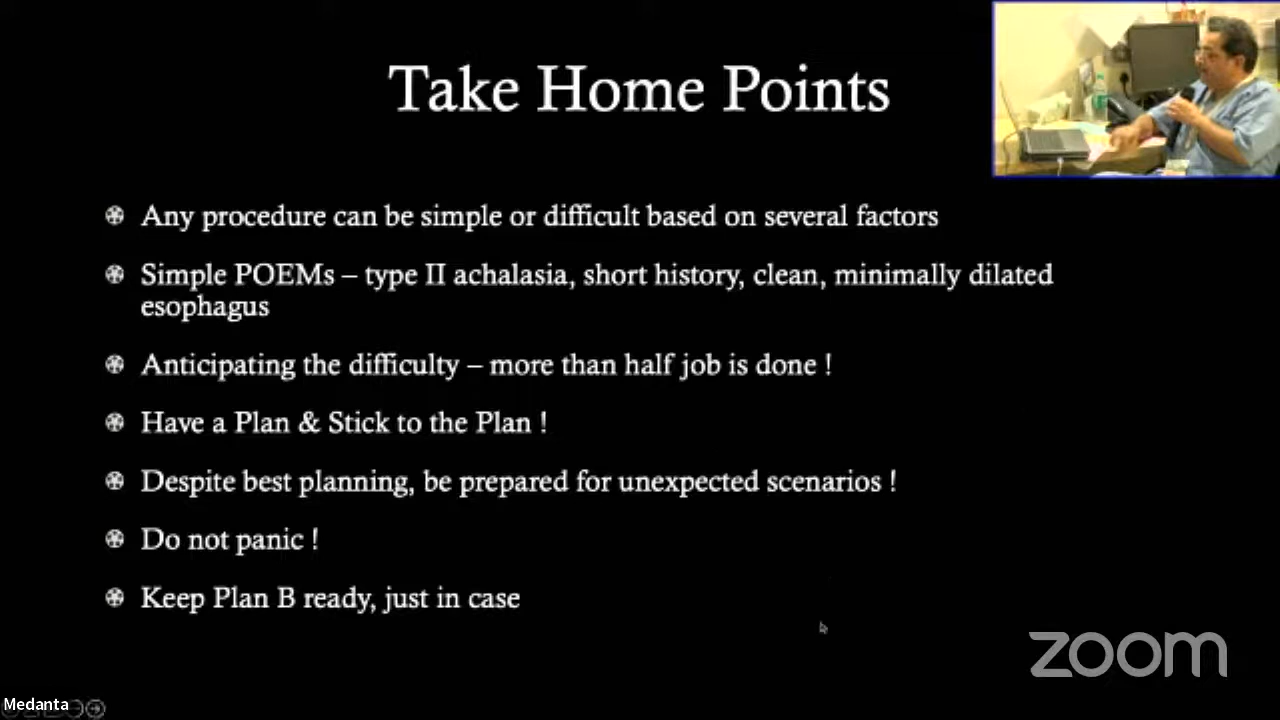 Take Home Points
Any procedure can be simple or difficult based on several factors
Simple POEMs – type II achalasia, short history, clean, minimally dilated
esophagus
Anticipating the difficulty – more than half job is done !
Have a Plan & Stick to the Plan !
Despite best planning, be prepared for unexpected scenarios !
Do not panic !
Keep Plan B ready, just in case
zoom
Medanta